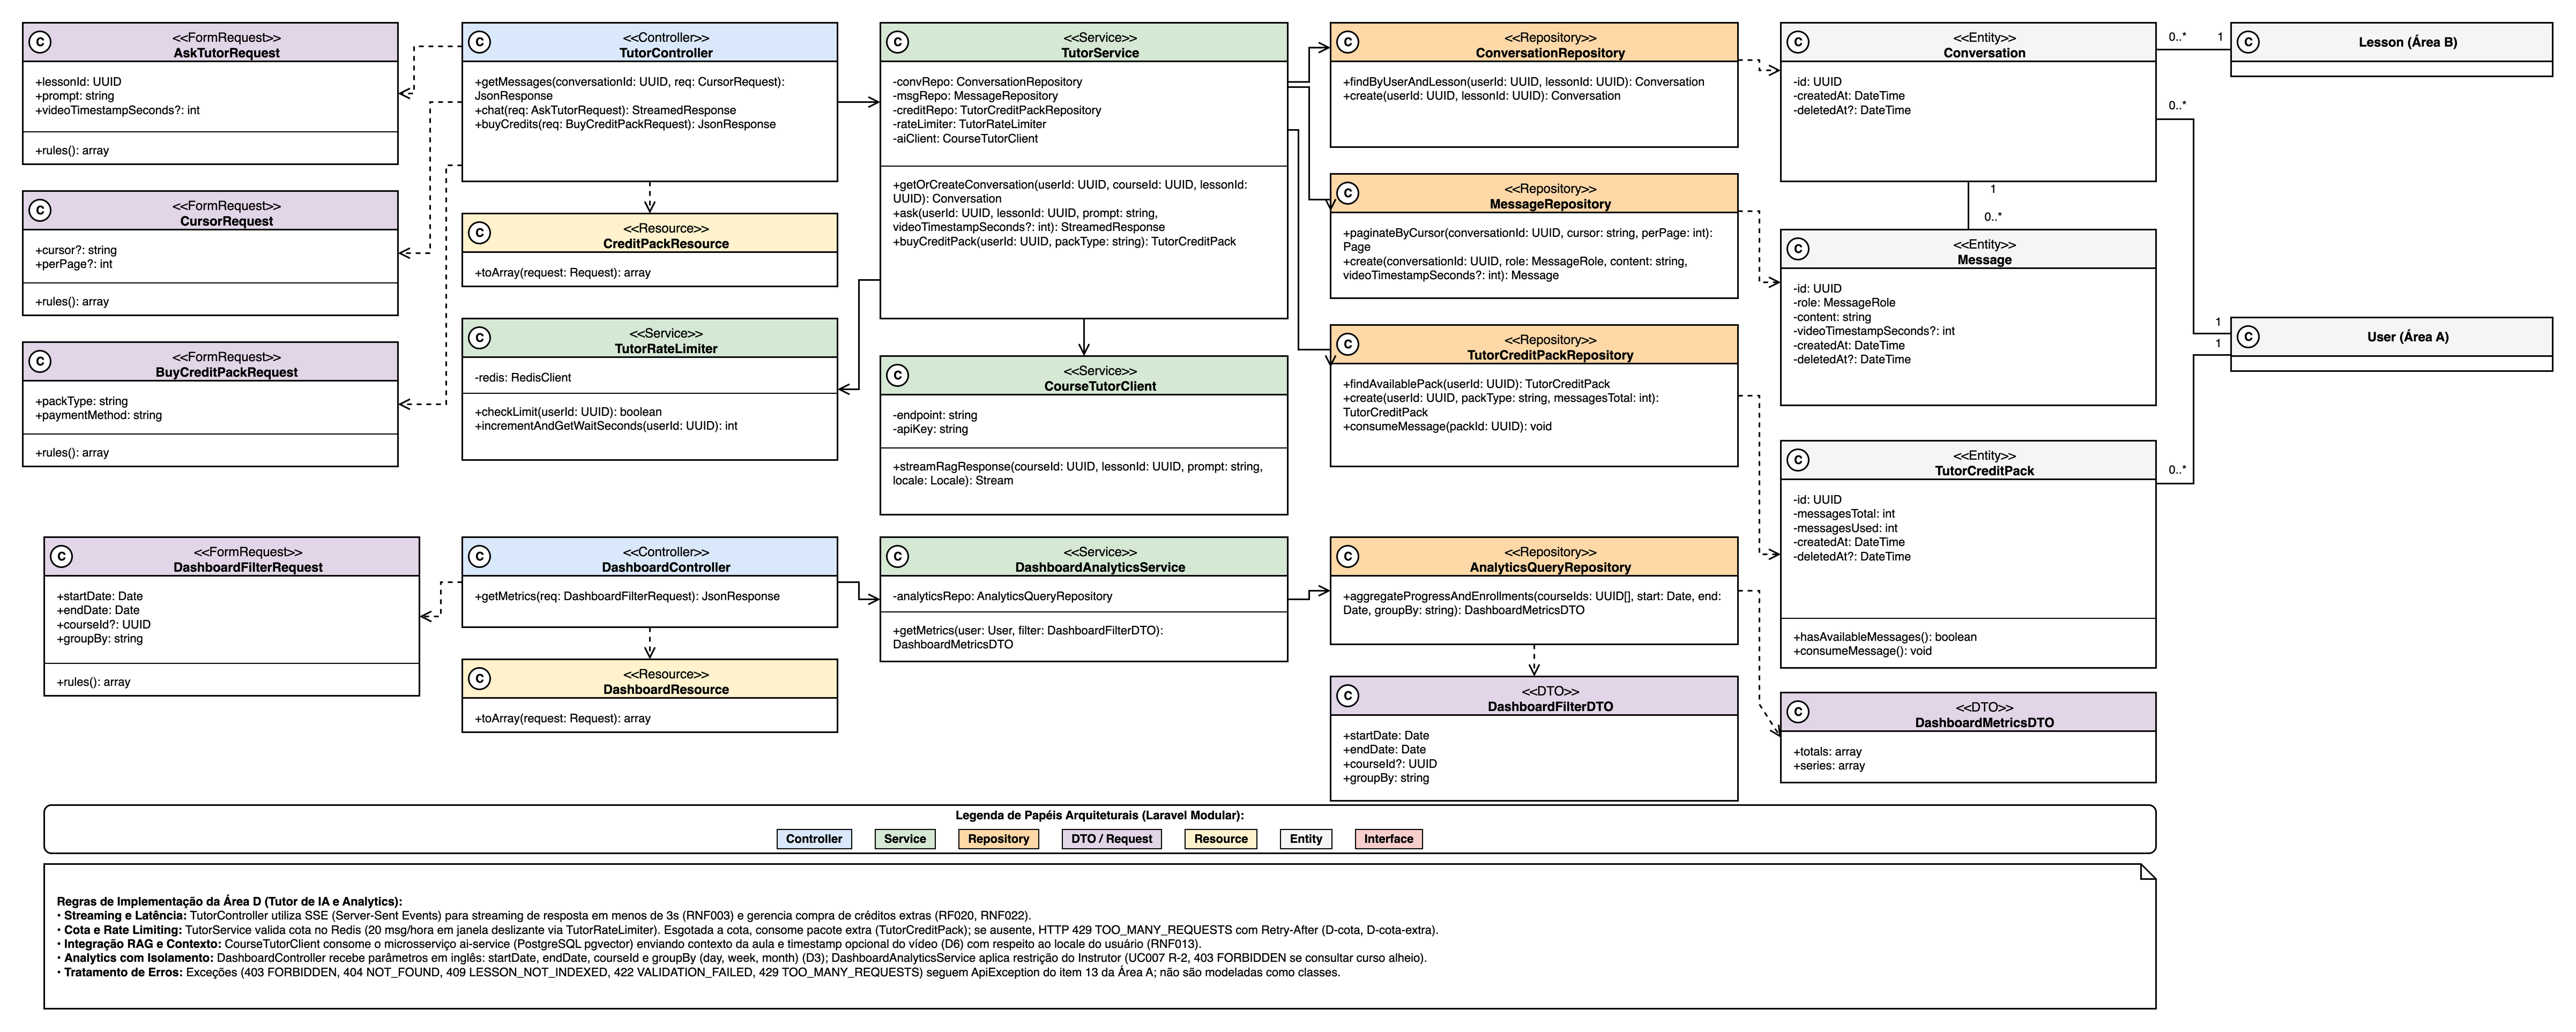 C
<<FormRequest>>
AskTutorRequest
+lessonId: UUID
+prompt: string
+videoTimestampSeconds?: int
+rules(): array
C
<<FormRequest>>
CursorRequest
+cursor?: string
+perPage?: int
+rules(): array
C
<<FormRequest>>
BuyCreditPackRequest
+packType: string
+paymentMethod: string
+rules(): array
C
<<Controller>>
TutorController
+getMessages(conversationId: UUID, req: CursorRequest):
JsonResponse
+chat(req: AskTutorRequest): StreamedResponse
+buyCredits(req: BuyCreditPackRequest): JsonResponse
C
<<Resource>>
CreditPackResource
+toArray(request: Request): array
C
<<Service>>
TutorRateLimiter
-redis: RedisClient
+checkLimit(userId: UUID): boolean
+incrementAndGetWaitSeconds(userId: UUID): int
C
<<Service>>
TutorService
-convRepo: ConversationRepository
-msgRepo: MessageRepository
-creditRepo: TutorCreditPackRepository
-rateLimiter: TutorRateLimiter
-aiClient: CourseTutorClient
+getOrCreateConversation(userId: UUID, courseId: UUID, lessonId:
UUID): Conversation
+ask(userId: UUID, lessonId: UUID, prompt: string,
videoTimestampSeconds?: int): StreamedResponse
+buyCreditPack(userId: UUID, packType: string): TutorCreditPack
C
<<Service>>
CourseTutorClient
-endpoint: string
-apiKey: string
+streamRagResponse(courseId: UUID, lessonId: UUID, prompt: string,
locale: Locale): Stream
C
<<Repository>>
ConversationRepository
+findByUserAndLesson(userId: UUID, lessonId: UUID): Conversation
+create(userId: UUID, lessonId: UUID): Conversation
C
<<Repository>>
MessageRepository
+paginateByCursor(conversationId: UUID, cursor: string, perPage: int):
Page
+create(conversationId: UUID, role: MessageRole, content: string,
videoTimestampSeconds?: int): Message
C
<<Repository>>
TutorCreditPackRepository
+findAvailablePack(userId: UUID): TutorCreditPack
+create(userId: UUID, packType: string, messagesTotal: int):
TutorCreditPack
+consumeMessage(packId: UUID): void
C
<<Entity>>
Conversation
-id: UUID
-createdAt: DateTime
-deletedAt?: DateTime
0..*
1
0..*
1
0..*
C
<<Entity>>
Message
-id: UUID
-role: MessageRole
-content: string
-videoTimestampSeconds?: int
-createdAt: DateTime
-deletedAt?: DateTime
C
<<Entity>>
TutorCreditPack
-id: UUID
-messagesTotal: int
-messagesUsed: int
-createdAt: DateTime
-deletedAt?: DateTime
+hasAvailableMessages(): boolean
+consumeMessage(): void
C
Lesson (Área B)
1
1
0..*
C
User (Área A)
C
<<FormRequest>>
DashboardFilterRequest
+startDate: Date
+endDate: Date
+courseId?: UUID
+groupBy: string
+rules(): array
C
<<Controller>>
DashboardController
+getMetrics(req: DashboardFilterRequest): JsonResponse
C
<<Resource>>
DashboardResource
+toArray(request: Request): array
C
<<Service>>
DashboardAnalyticsService
-analyticsRepo: AnalyticsQueryRepository
+getMetrics(user: User, filter: DashboardFilterDTO):
DashboardMetricsDTO
C
<<Repository>>
AnalyticsQueryRepository
+aggregateProgressAndEnrollments(courseIds: UUID[], start: Date, end:
Date, groupBy: string): DashboardMetricsDTO
C
<<DTO>>
DashboardFilterDTO
+startDate: Date
+endDate: Date
+courseId?: UUID
+groupBy: string
C
<<DTO>>
DashboardMetricsDTO
+totals: array
+series: array
Legenda de Papéis Arquiteturais (Laravel Modular):
Controller
Service
Repository
DTO / Request
Resource
Entity
Interface
Regras de Implementação da Área D (Tutor de IA e Analytics):
• Streaming e Latência: TutorController utiliza SSE (Server-Sent Events) para streaming de resposta em menos de 3s (RNF003) e gerencia compra de créditos extras (RF020, RNF022).
• Cota e Rate Limiting: TutorService valida cota no Redis (20 msg/hora em janela deslizante via TutorRateLimiter). Esgotada a cota, consome pacote extra (TutorCreditPack); se ausente, HTTP 429 TOO_MANY_REQUESTS com Retry-After (D-cota, D-cota-extra).
• Integração RAG e Contexto: CourseTutorClient consome o microsserviço ai-service (PostgreSQL pgvector) enviando contexto da aula e timestamp opcional do vídeo (D6) com respeito ao locale do usuário (RNF013).
• Analytics com Isolamento: DashboardController recebe parâmetros em inglês: startDate, endDate, courseId e groupBy (day, week, month) (D3); DashboardAnalyticsService aplica restrição do Instrutor (UC007 R-2, 403 FORBIDDEN se consultar curso alheio).
• Tratamento de Erros: Exceções (403 FORBIDDEN, 404 NOT_FOUND, 409 LESSON_NOT_INDEXED, 422 VALIDATION_FAILED, 429 TOO_MANY_REQUESTS) seguem ApiException do item 13 da Área A; não são modeladas como classes.